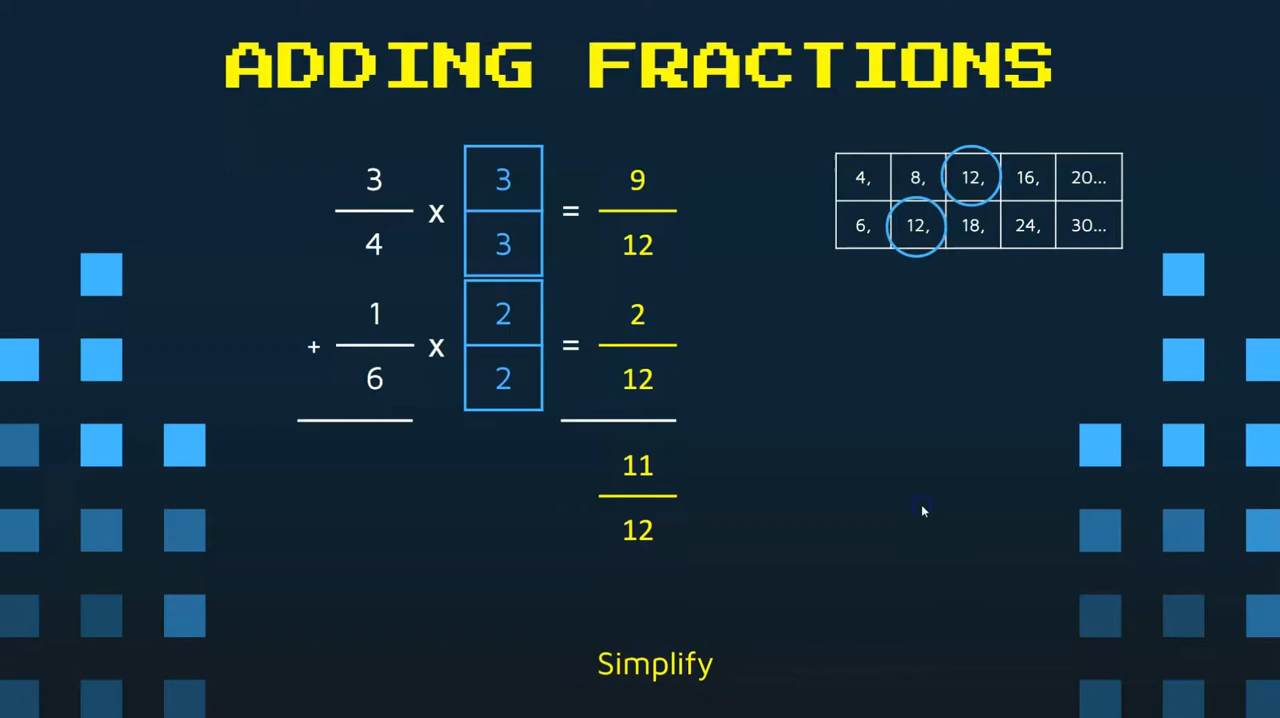 ADDING FRACTIONS
3 3 9
x =
4 3 12
1 2 2
+ x =
6 2 12
11
12
4, 8, 12, 16, 20...
6, 12, 18, 24, 30...
Simplify